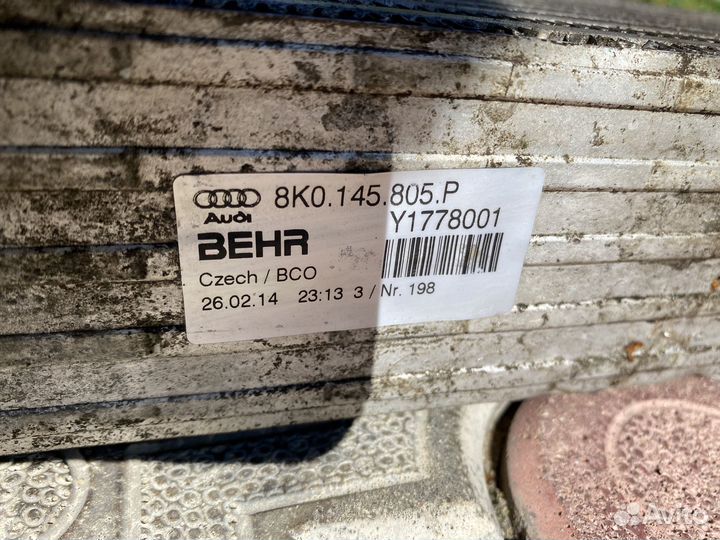 8K0.145.805.P
Audi
Y1778001
BEHR
Czech / BCO
26.02.14 23:13 3 / Nr. 198
Avito